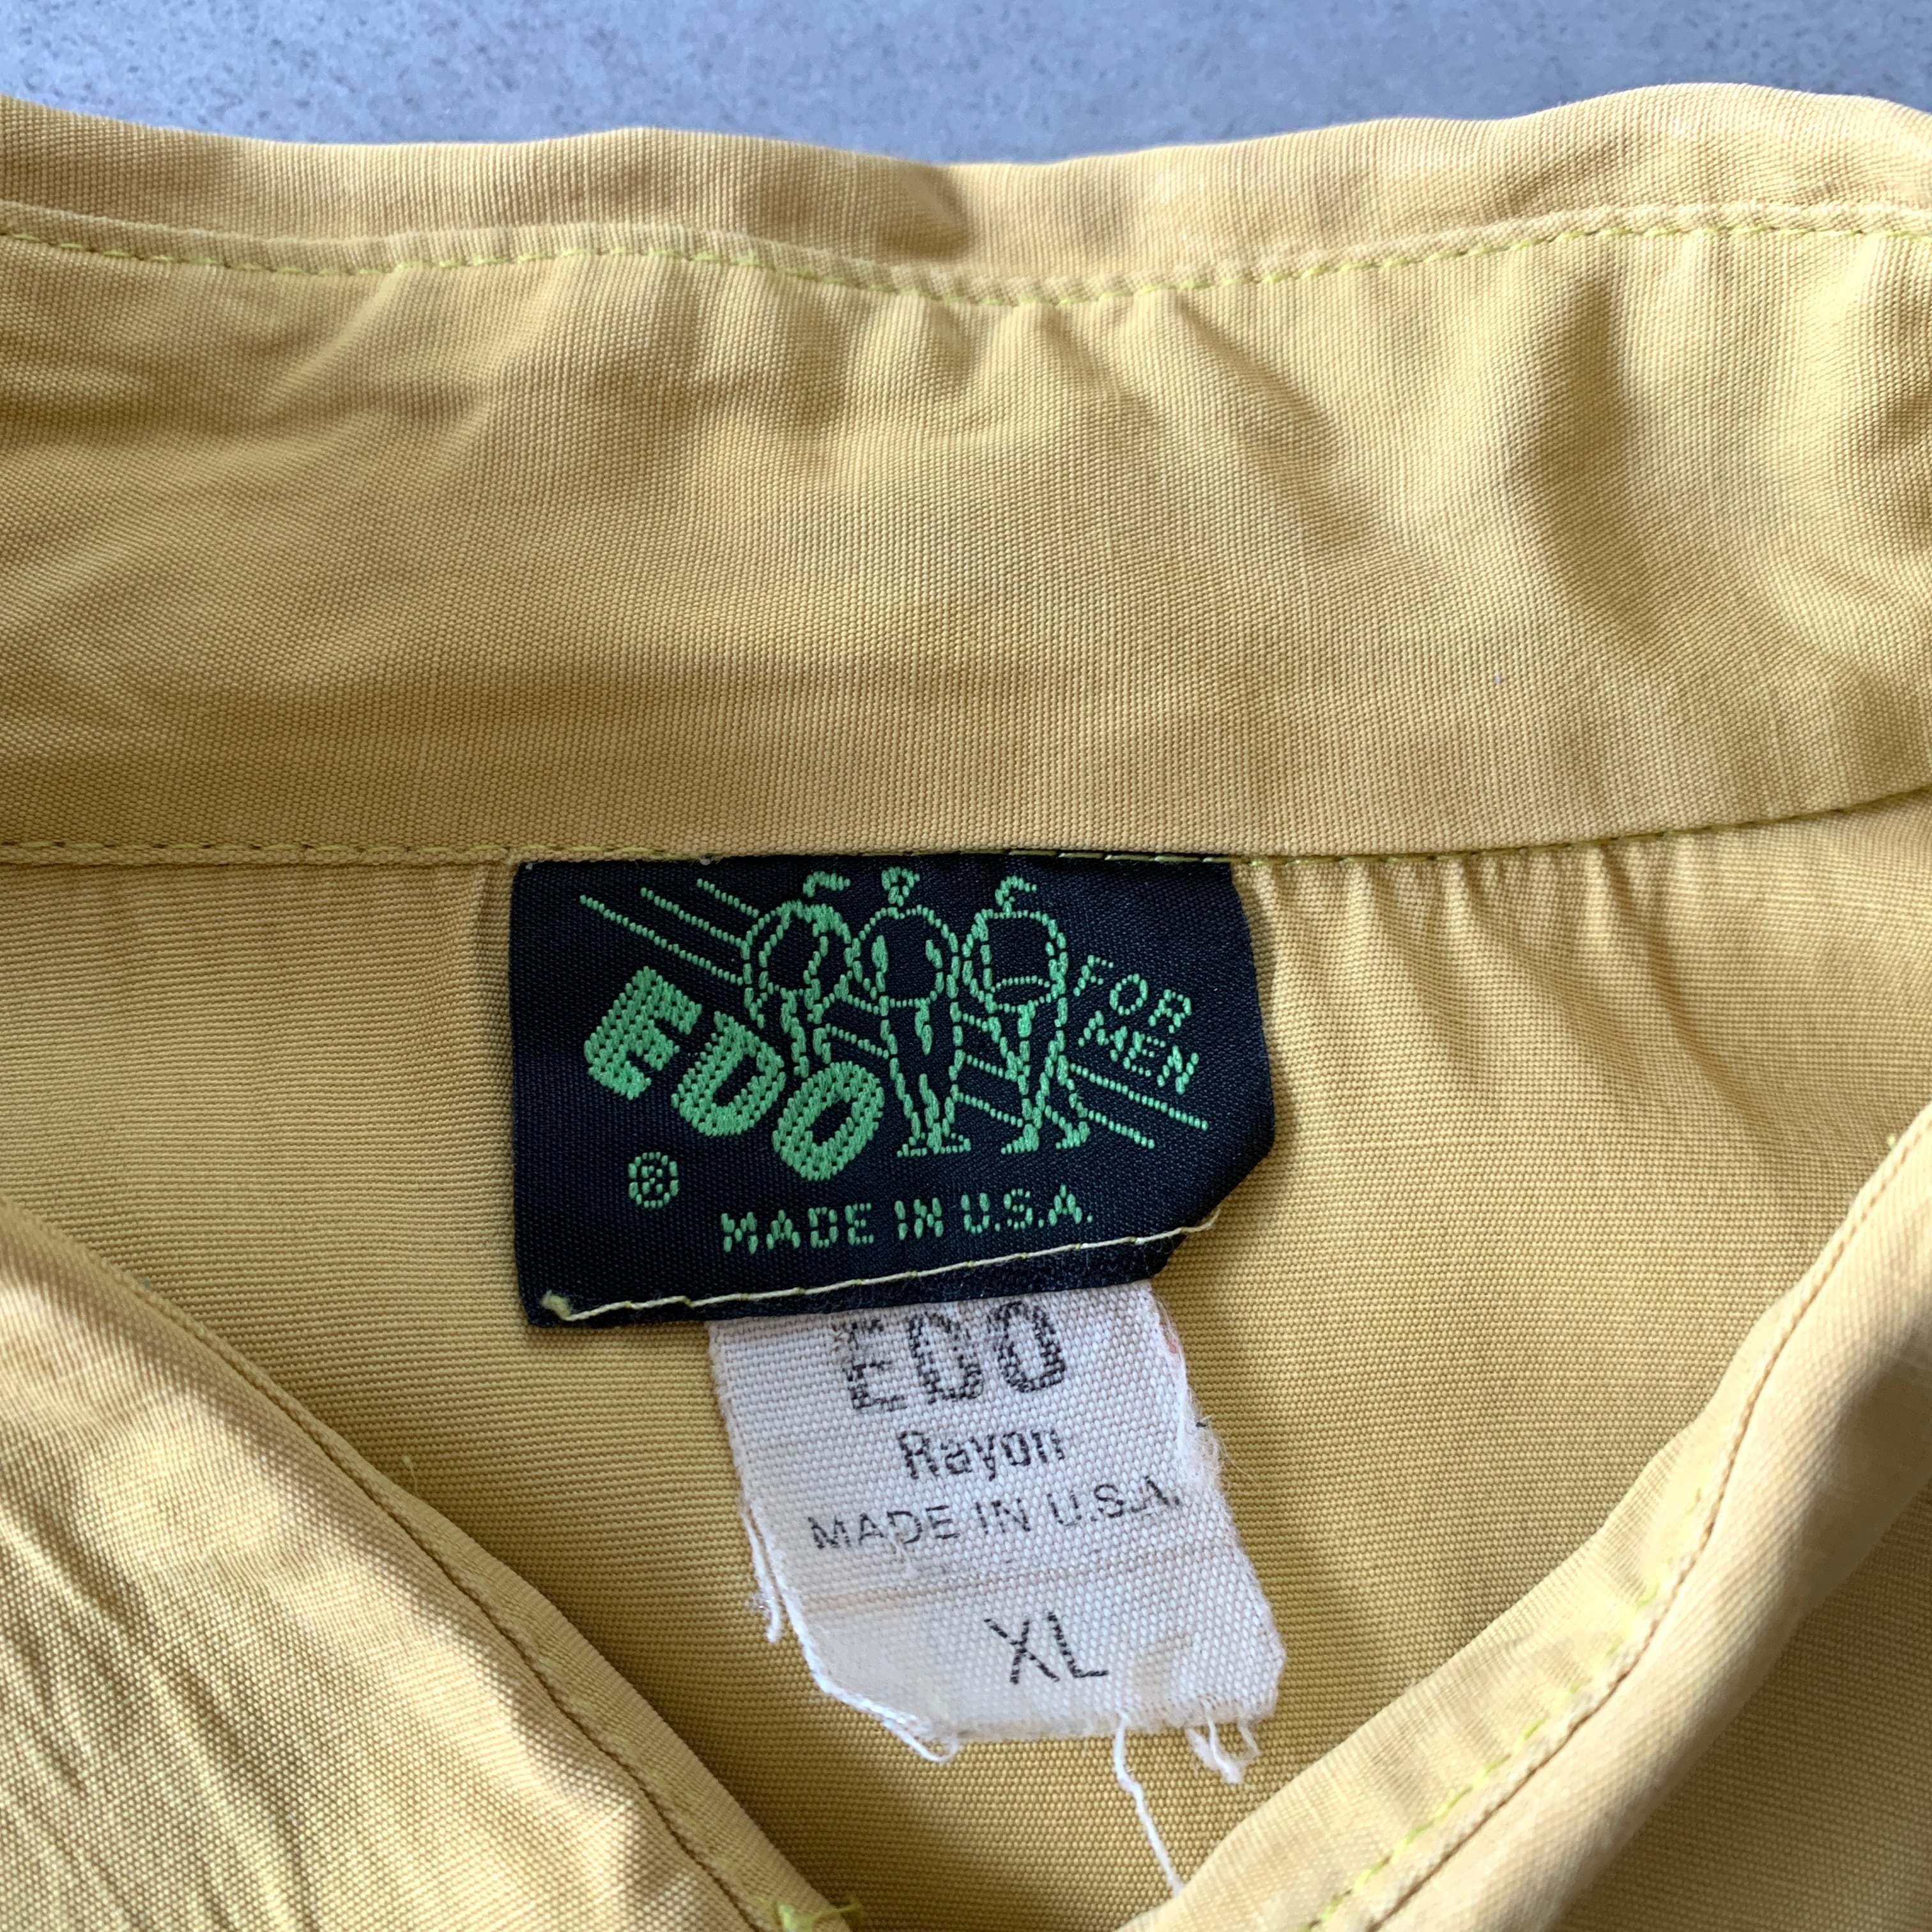 EDO
FOR
MEN
®
MADE IN U.S.A.
EDO
Rayon
MADE IN U.S.A.
XL